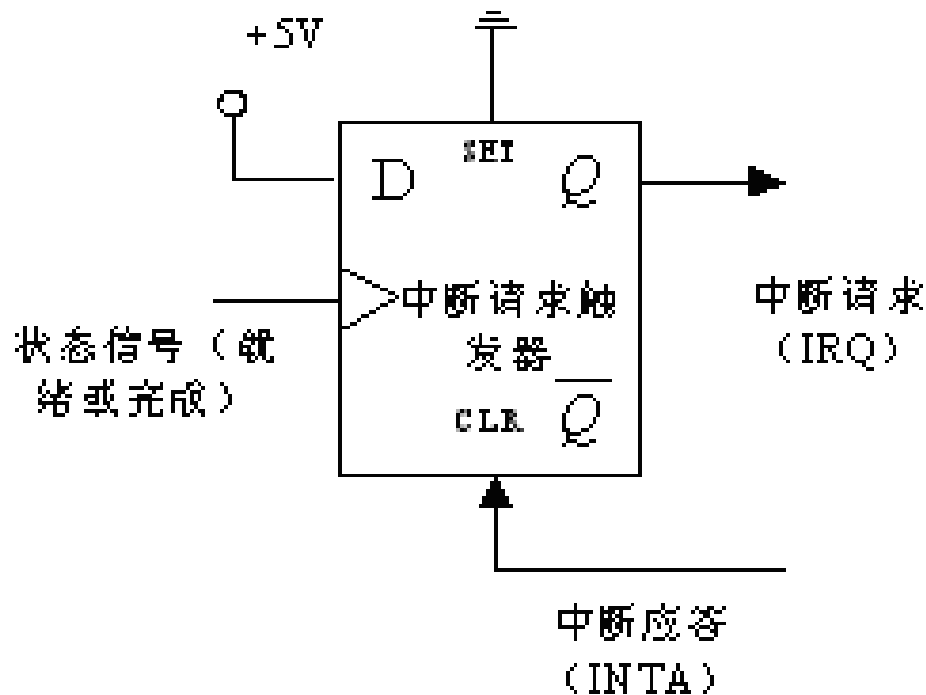 +5V
SET
D
Q
中断请求触
发器
状态信号（就
绪或完成）
中断请求
（IRQ）
CLR
Q
中断应答
（INTA）